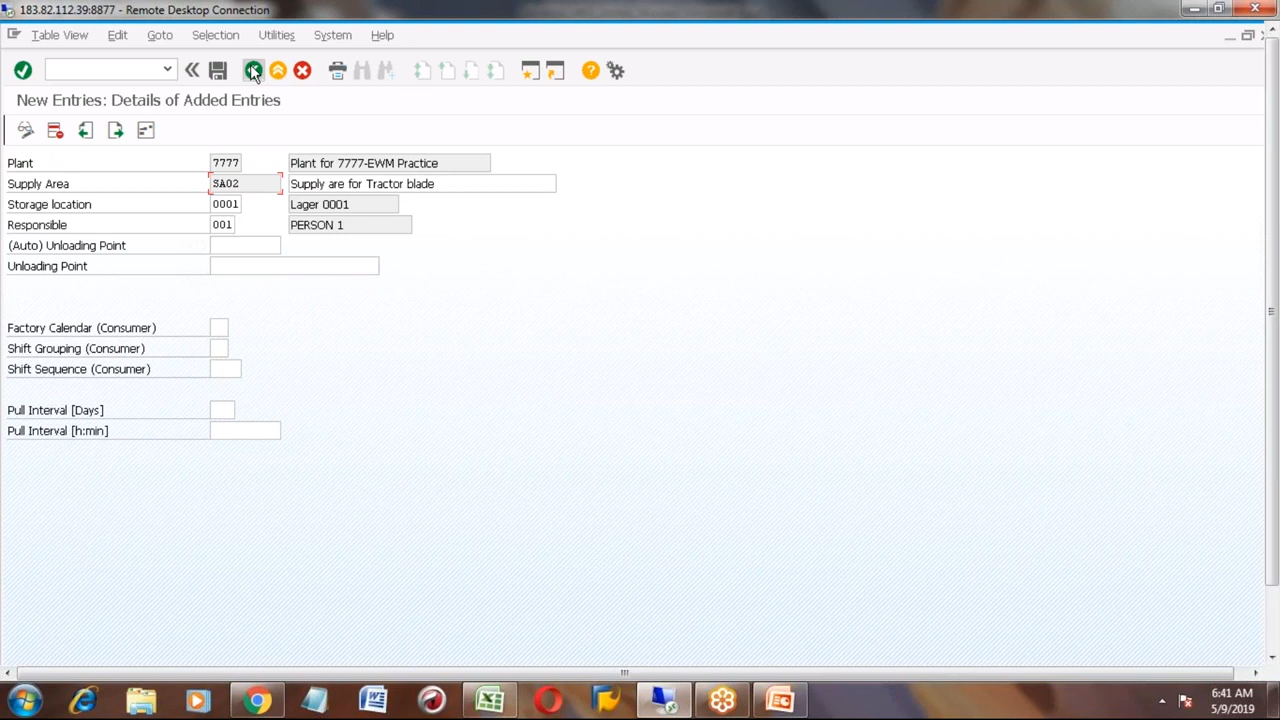 183.82.112.39:8877 - Remote Desktop Connection
Table View Edit Goto Selection Utilities System Help
New Entries: Details of Added Entries
Plant 7777 Plant for 7777-EWM Practice
Supply Area SA02 Supply are for Tractor blade
Storage location 0001 Lager 0001
Responsible 001 PERSON 1
(Auto) Unloading Point
Unloading Point
Factory Calendar (Consumer)
Shift Grouping (Consumer)
Shift Sequence (Consumer)
Pull Interval [Days]
Pull Interval [h:min]
6:41 AM
5/9/2019